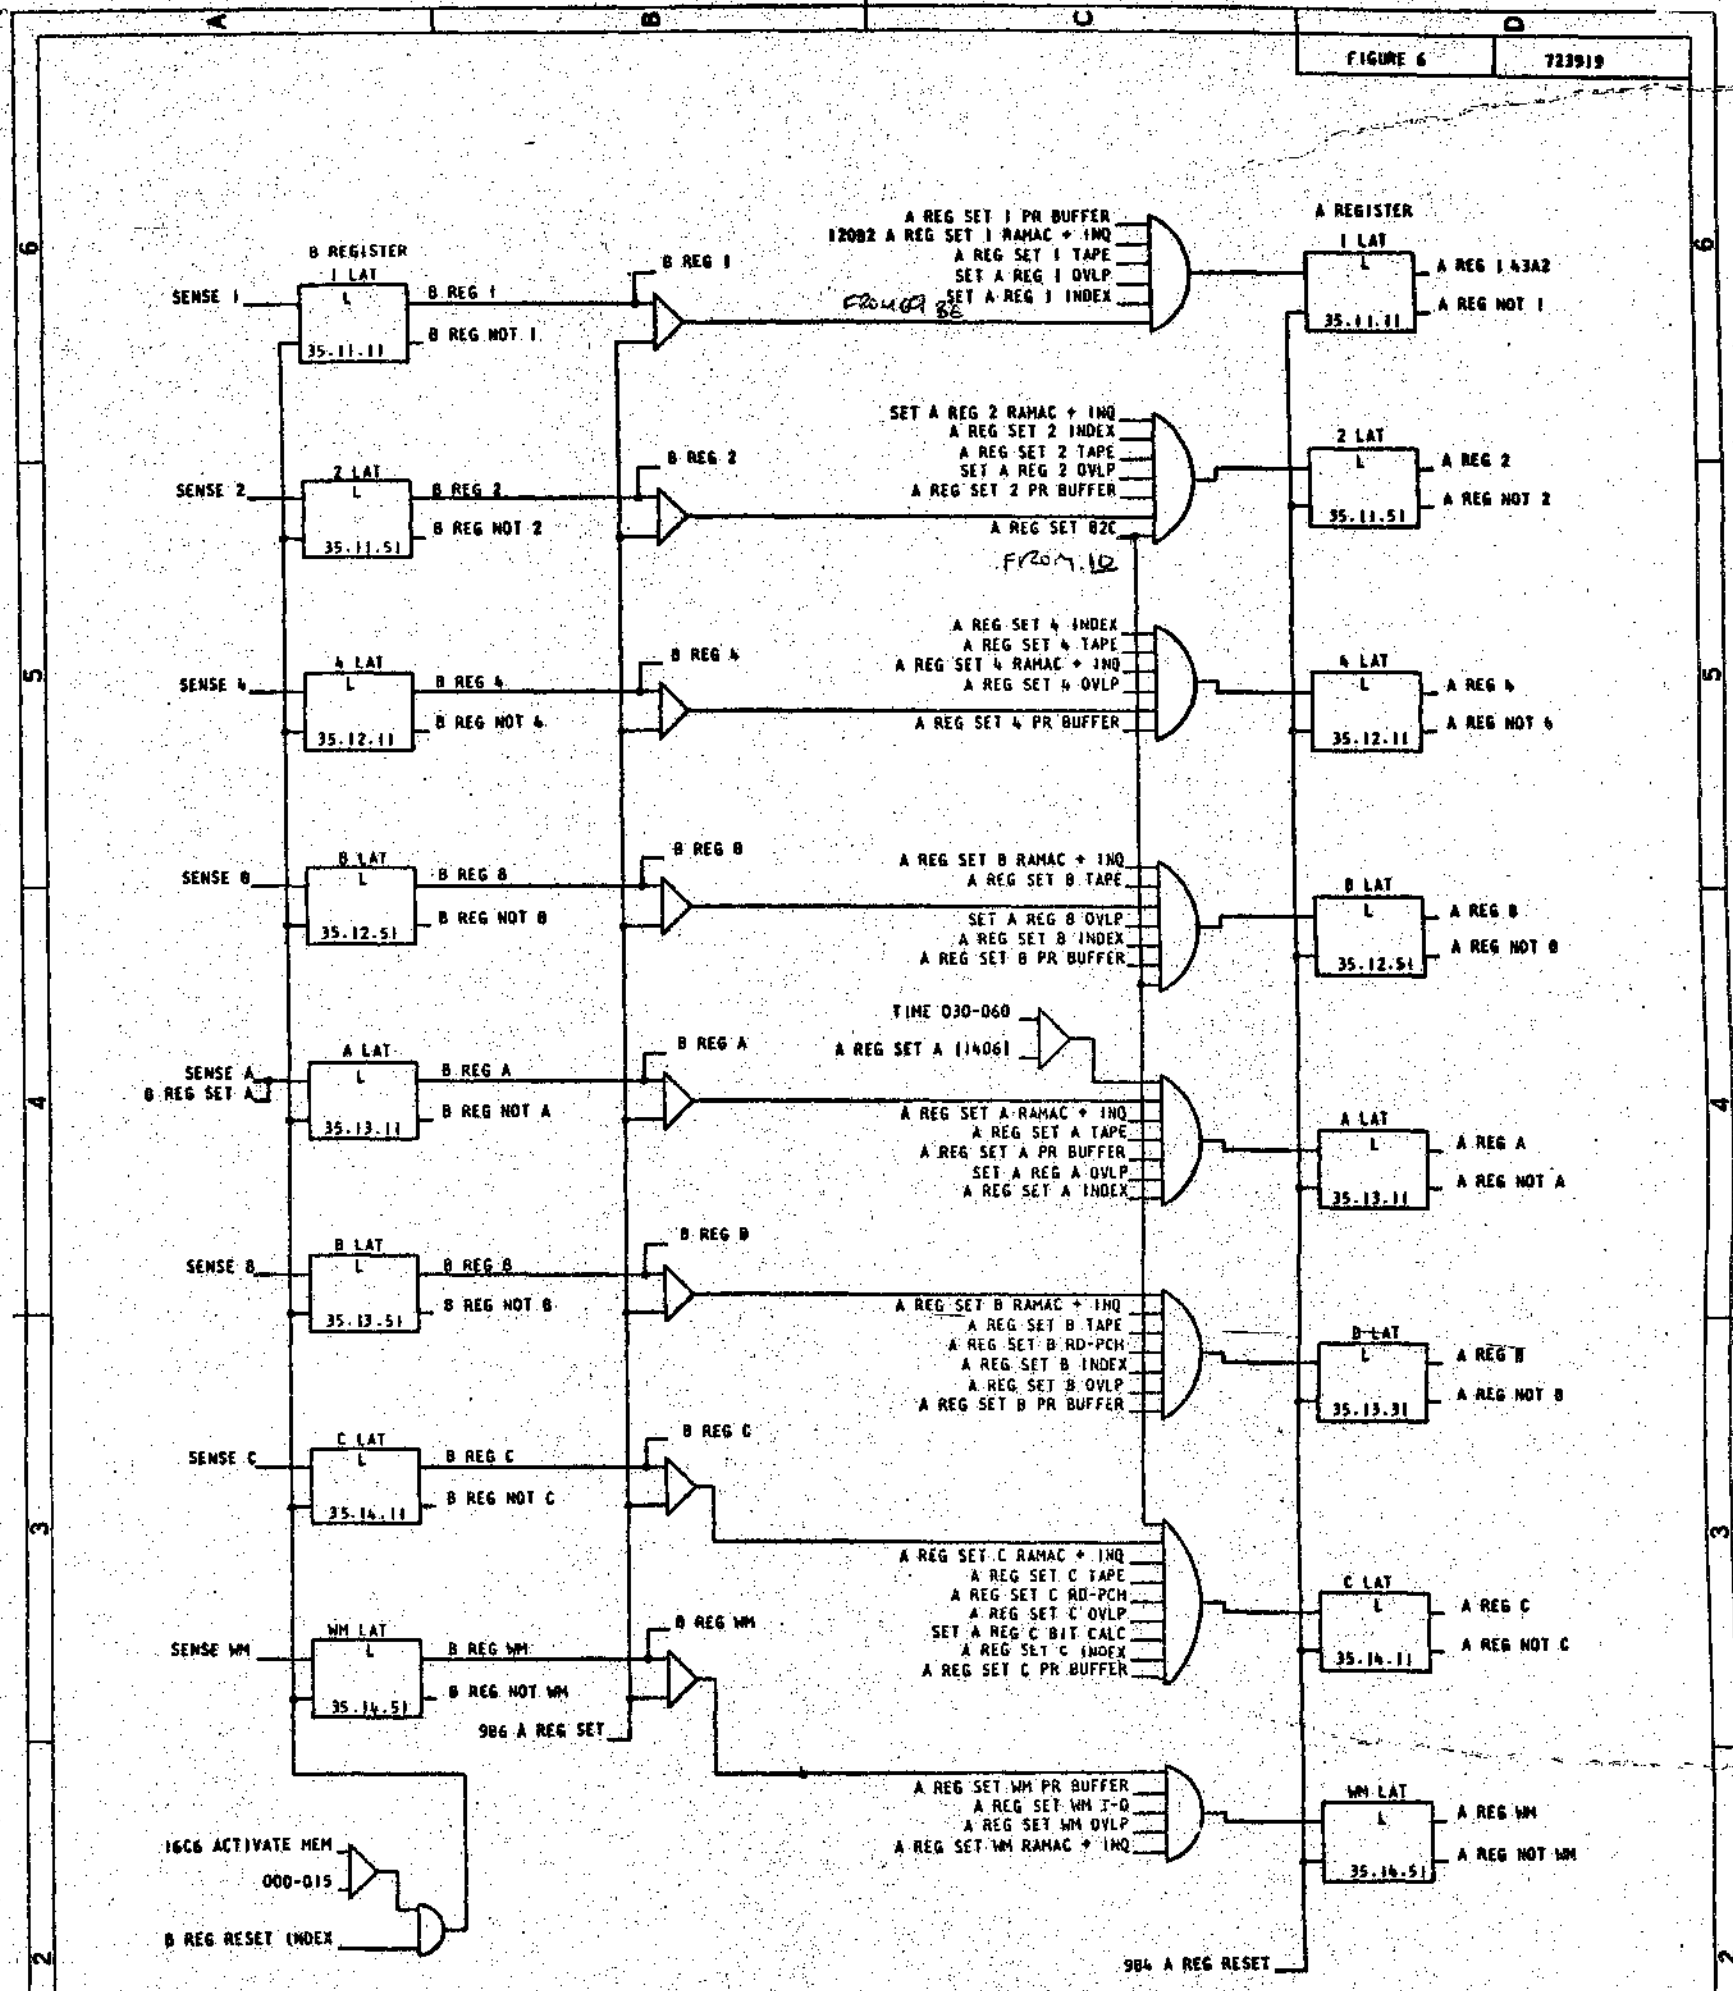 A B C D
FIGURE 6 723919
6 6
A REG SET 1 PR BUFFER
A REGISTER
120B2 A REG SET 1 RAMAC + INQ
1 LAT
B REGISTER
A REG SET 1 TAPE
L
A REG 1 43A2
1 LAT
B REG 1
SET A REG 1 OVLP
SENSE 1
L
B REG 1
SET A REG 1 INDEX
A REG NOT 1
B REG NOT 1
35.11.11
35.11.11
SET A REG 2 RAMAC + INQ
A REG SET 2 INDEX
2 LAT
A REG SET 2 TAPE
L
A REG 2
B REG 2
SET A REG 2 OVLP
2 LAT
A REG SET 2 PR BUFFER
A REG NOT 2
SENSE 2
L
B REG 2
35.11.51
B REG NOT 2
A REG SET 82C
35.11.51
FROM 10
A REG SET 4 INDEX
A REG SET 4 TAPE
5 5
B REG 4
A REG SET 4 RAMAC + INQ
4 LAT
4 LAT
A REG SET 4 OVLP
L
A REG 4
SENSE 4
L
B REG 4
B REG NOT 4
A REG SET 4 PR BUFFER
A REG NOT 4
35.12.11
35.12.11
B REG 8
A REG SET 8 RAMAC + INQ
8 LAT
A REG SET 8 TAPE
8 LAT
SENSE 8
L
B REG 8
L
A REG 8
B REG NOT 8
SET A REG 8 OVLP
35.12.51
A REG SET 8 INDEX
A REG NOT 8
A REG SET 8 PR BUFFER
35.12.51
TIME 030-060
A LAT
B REG A
A REG SET A (1406)
SENSE A
L
B REG A
B REG SET A
4 4
B REG NOT A
A REG SET A RAMAC + INQ
35.13.11
A REG SET A TAPE
A LAT
A REG SET A PR BUFFER
L
A REG A
SET A REG A OVLP
A REG SET A INDEX
A REG NOT A
35.13.11
B REG B
B LAT
SENSE B
L
B REG B
B REG NOT B
A REG SET B RAMAC + INQ
35.13.51
A REG SET B TAPE
B LAT
A REG SET B RD-PCH
L
A REG B
A REG SET B INDEX
A REG SET B OVLP
A REG NOT B
A REG SET B PR BUFFER
35.13.31
B REG C
C LAT
SENSE C
L
B REG C
B REG NOT C
35.14.11
3 3
A REG SET C RAMAC + INQ
A REG SET C TAPE
C LAT
A REG SET C RD-PCH
L
A REG C
A REG SET C OVLP
B REG WM
SET A REG C BIT CALC
WM LAT
A REG SET C INDEX
A REG NOT C
SENSE WM
L
B REG WM
A REG SET C PR BUFFER
35.14.11
B REG NOT WM
35.14.51
9B6 A REG SET
A REG SET WM PR BUFFER
WM LAT
A REG SET WM I-O
L
A REG WM
A REG SET WM OVLP
16C6 ACTIVATE MEM
A REG SET WM RAMAC + INQ
A REG NOT WM
000-015
35.14.51
B REG RESET INDEX
2 2
9B4 A REG RESET